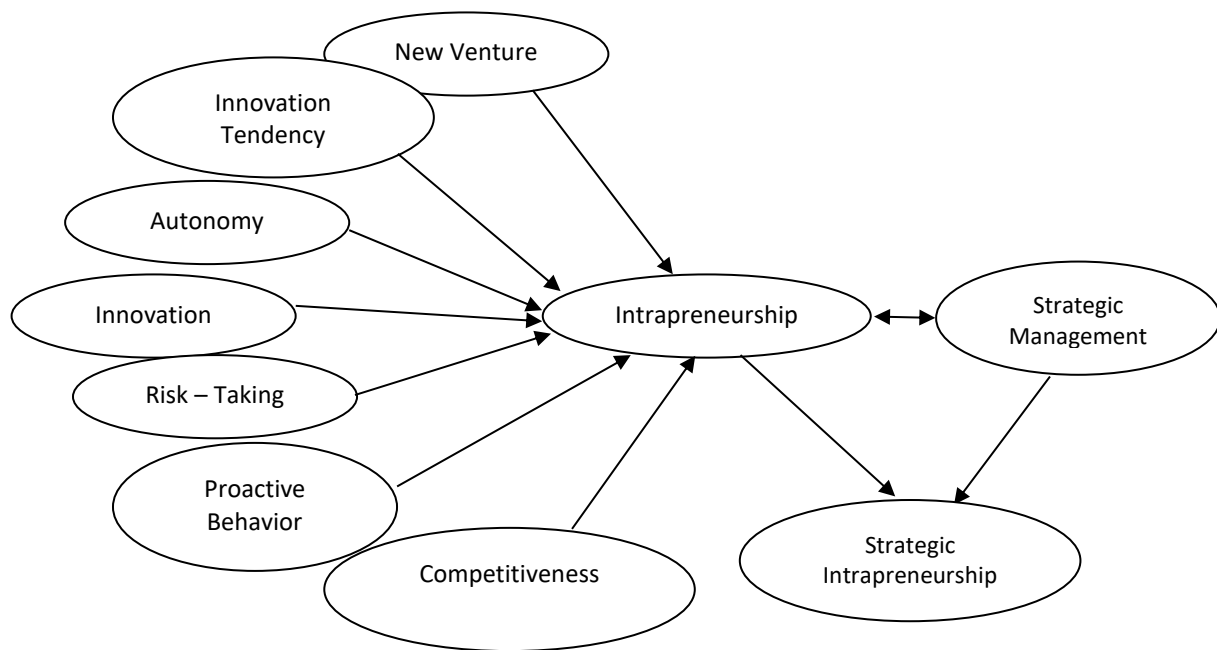 New Venture
Innovation
Tendency
Autonomy
Innovation
Intrapreneurship
Strategic
Management
Risk – Taking
Proactive
Behavior
Competitiveness
Strategic
Intrapreneurship